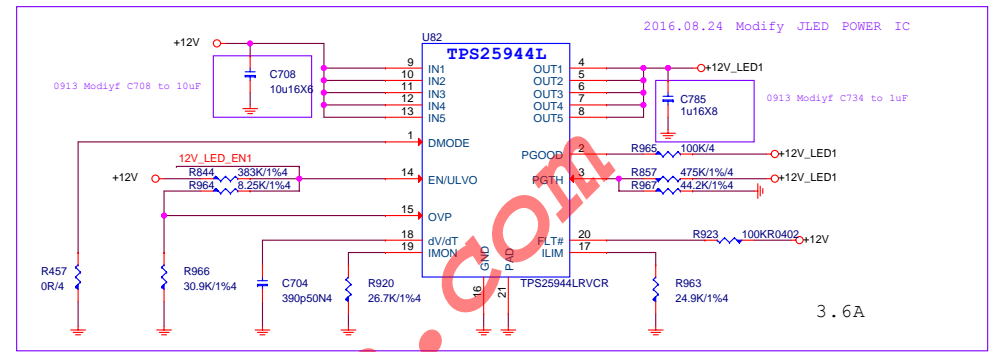 2016.08.24 Modify JLED POWER IC
U82
TPS25944L
+12V
9 IN1 OUT1 4 +12V_LED1
10 IN2 OUT2 5
11 IN3 OUT3 6
12 IN4 OUT4 7
13 IN5 OUT5 8
C708
10u16X6
0913 Modiyf C708 to 10uF
C785
1u16X8
0913 Modiyf C734 to 1uF
1 DMODE
PGOOD 2 R965 100K/4 +12V_LED1
12V_LED_EN1
+12V R844 383K/1%4 14 EN/ULVO
R964 8.25K/1%4
PGTH 3 R857 475K/1%/4 +12V_LED1
R967 44.2K/1%4
15 OVP
18 dV/dT FLT# 20 R923 100KR0402 +12V
19 IMON ILIM 17
GND 16
PAD 21
R457
0R/4
R966
30.9K/1%4
C704
390p50N4
R920
26.7K/1%4
TPS25944LRVCR
R963
24.9K/1%4
3.6A
.com